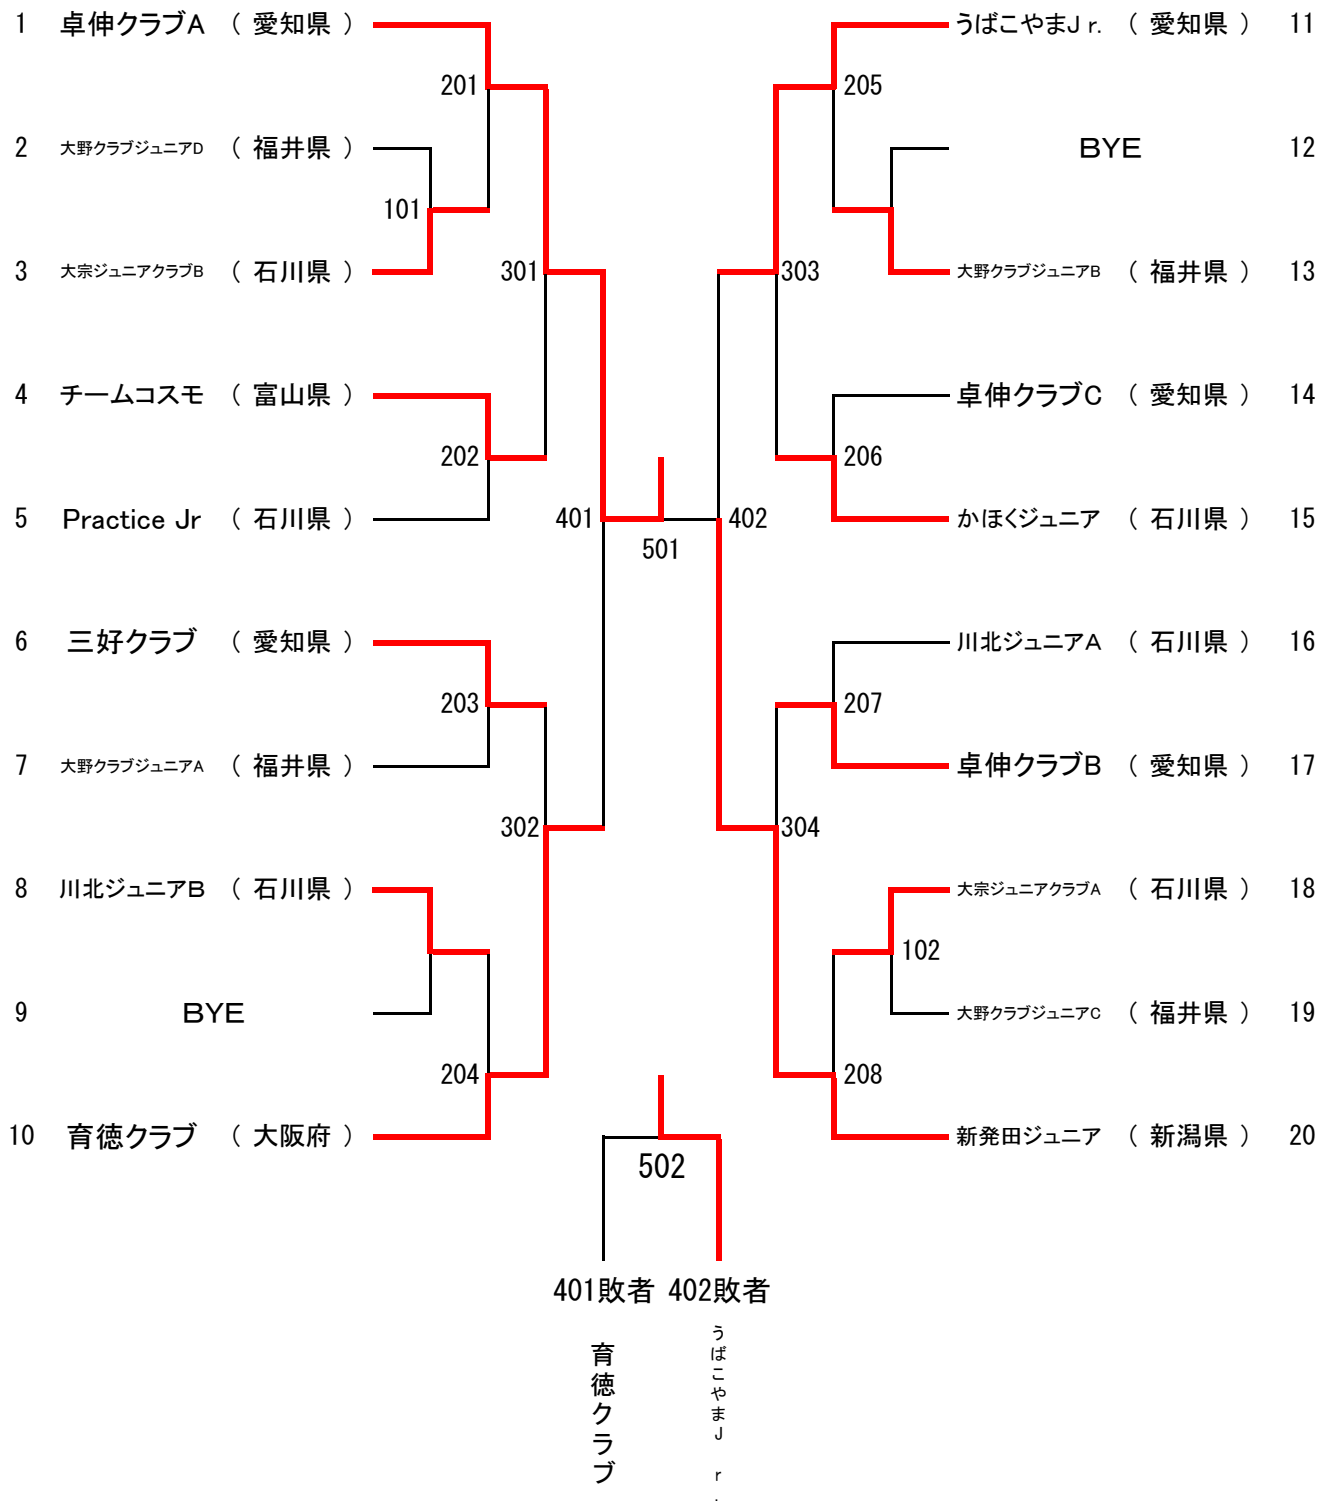 1 卓伸クラブA （ 愛知県 ）
201
2 大野クラブジュニアD （ 福井県 ）
101
3 大宗ジュニアクラブB （ 石川県 ）
301
4 チームコスモ （ 富山県 ）
202
5 Practice Jr （ 石川県 ）
401
6 三好クラブ （ 愛知県 ）
203
7 大野クラブジュニアA （ 福井県 ）
302
8 川北ジュニアB （ 石川県 ）
9 BYE
204
10 育徳クラブ （ 大阪府 ）
501
うばこやまJr. （ 愛知県 ） 11
205
BYE 12
大野クラブジュニアB （ 福井県 ） 13
303
卓伸クラブC （ 愛知県 ） 14
206
かほくジュニア （ 石川県 ） 15
402
川北ジュニアA （ 石川県 ） 16
207
卓伸クラブB （ 愛知県 ） 17
304
大宗ジュニアクラブA （ 石川県 ） 18
102
大野クラブジュニアC （ 福井県 ） 19
208
新発田ジュニア （ 新潟県 ） 20
502
401敗者 402敗者
育徳クラブ
うばこやまJr.